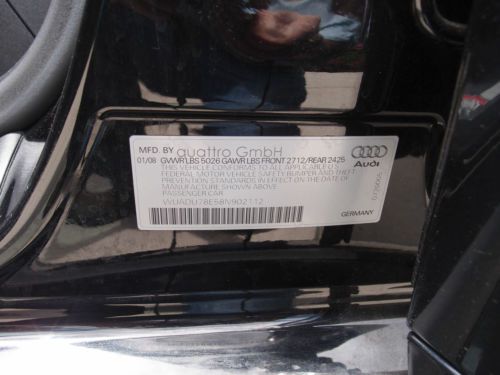 MFD. BY quattro GmbH
01/08 GVWR LBS 5026 GAWR LBS FRONT 2712/REAR 2425
THIS VEHICLE CONFORMS TO ALL APPLICABLE U.S.
FEDERAL MOTOR VEHICLE SAFETY BUMPER AND THEFT
PREVENTION STANDARDS IN EFFECT ON THE DATE OF
MANUFACTURE SHOWN ABOVE.
PASSENGER CAR
WUADU78E58N902112
Audi